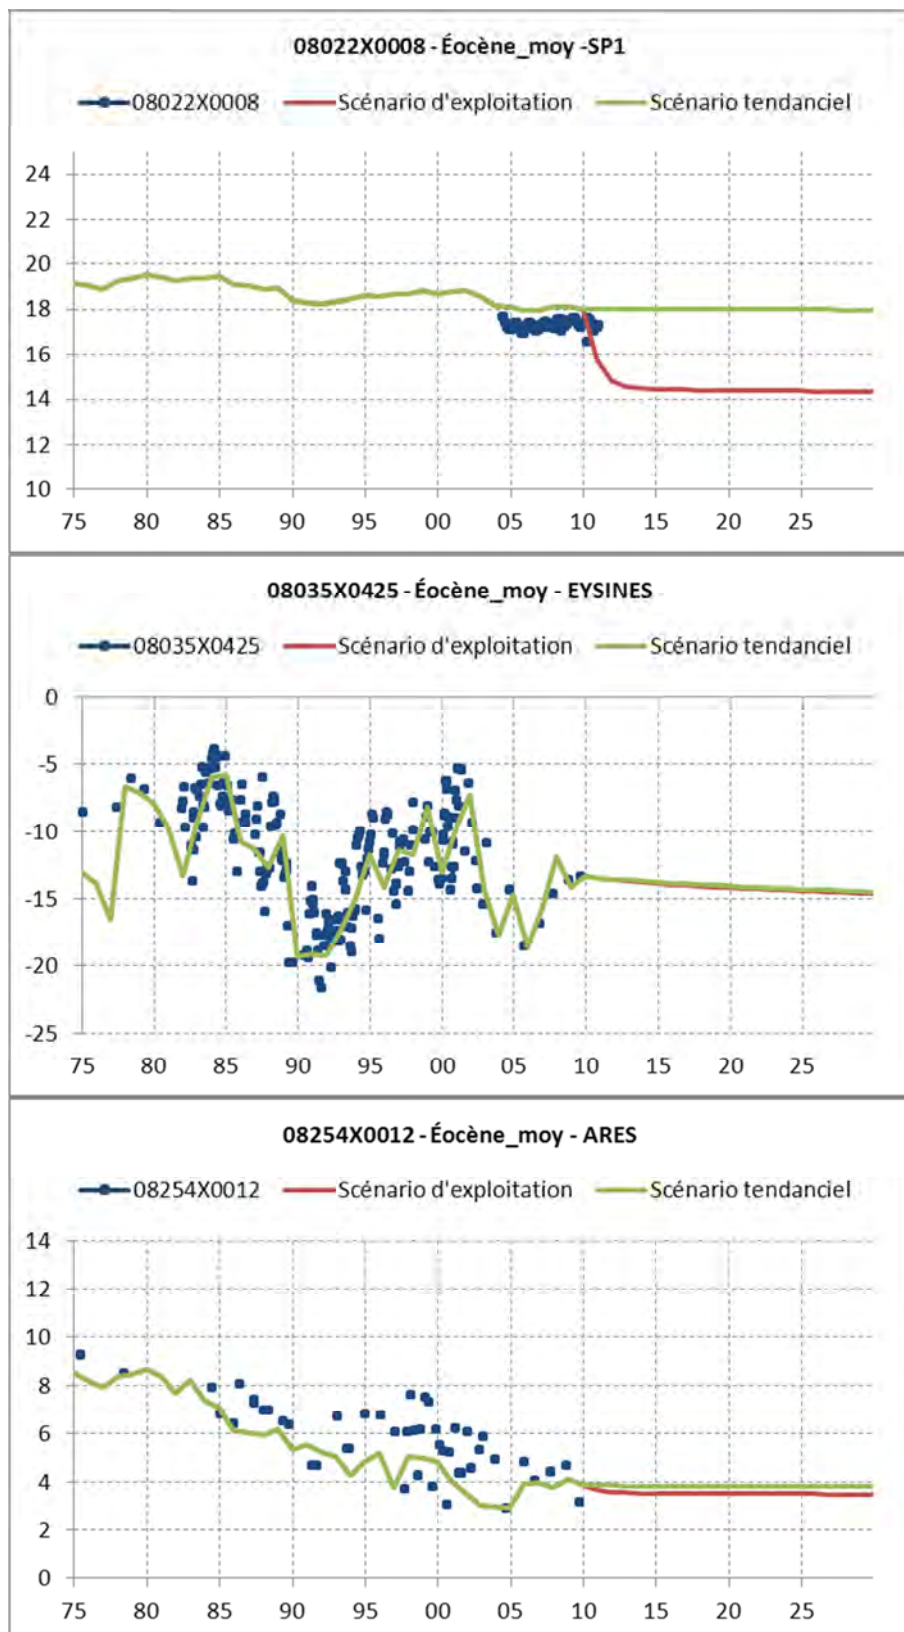 08022X0008 - Éocène_moy -SP1
08022X0008 Scénario d'exploitation Scénario tendanciel
24
22
20
18
16
14
12
10
75 80 85 90 95 00 05 10 15 20 25
08035X0425 - Éocène_moy - EYSINES
08035X0425 Scénario d'exploitation Scénario tendanciel
0
-5
-10
-15
-20
-25
75 80 85 90 95 00 05 10 15 20 25
08254X0012 - Éocène_moy - ARES
08254X0012 Scénario d'exploitation Scénario tendanciel
14
12
10
8
6
4
2
0
75 80 85 90 95 00 05 10 15 20 25